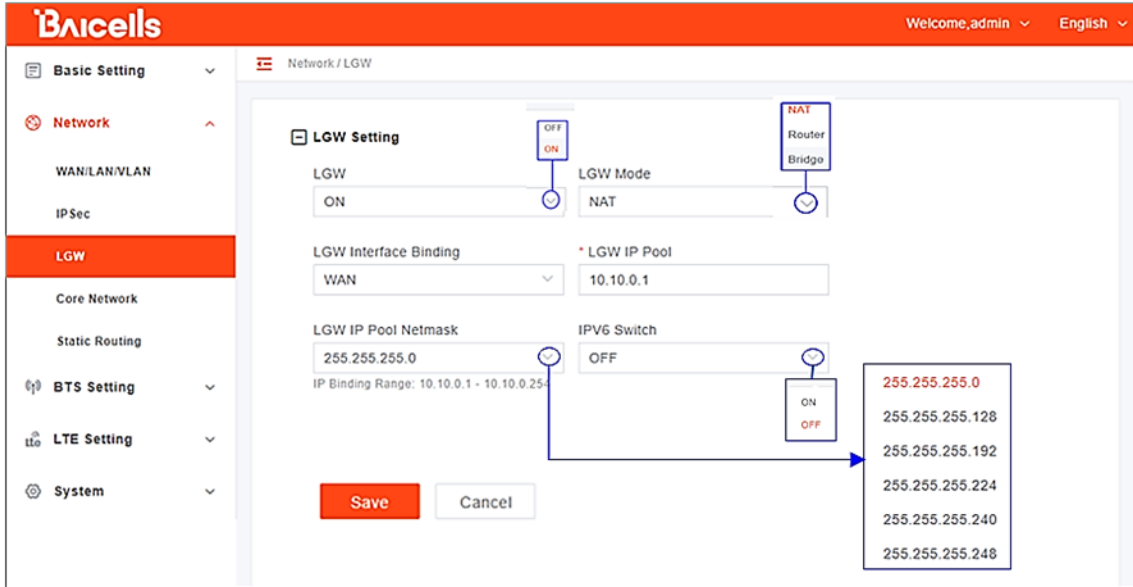 BAIcells
Welcome,admin English
Basic Setting
Network / LGW
Network
WAN/LAN/VLAN
IPSec
LGW
Core Network
Static Routing
BTS Setting
LTE Setting
System
LGW Setting
OFF
ON
NAT
Router
Bridge
LGW
ON
LGW Mode
NAT
LGW Interface Binding
WAN
* LGW IP Pool
10.10.0.1
LGW IP Pool Netmask
255.255.255.0
IP Binding Range: 10.10.0.1 - 10.10.0.254
IPV6 Switch
OFF
ON
OFF
255.255.255.0
255.255.255.128
255.255.255.192
255.255.255.224
255.255.255.240
255.255.255.248
Save
Cancel